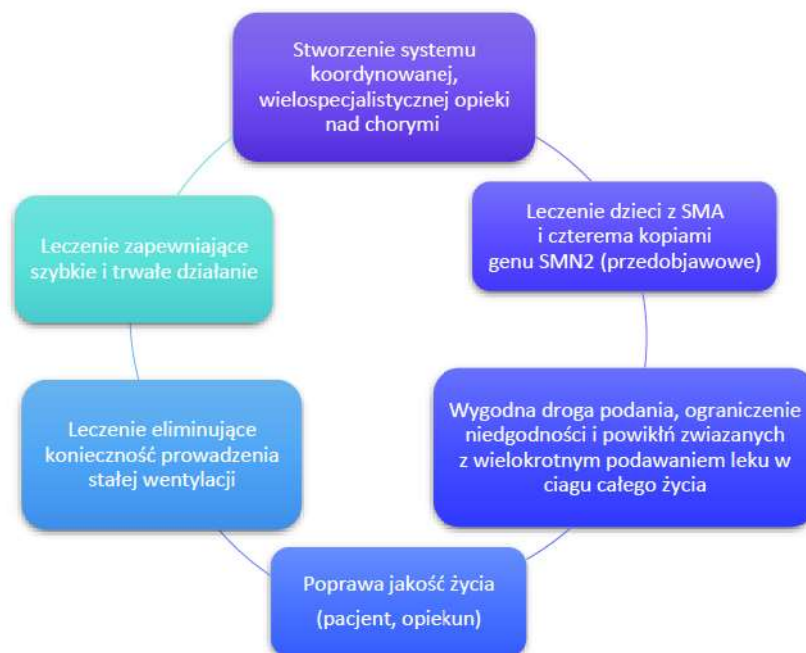 Stworzenie systemu
koordynowanej,
wielospecjalistycznej opieki
nad chorymi
Leczenie dzieci z SMA
i czterema kopiami
genu SMN2 (przedobjawowe)
Wygodna droga podania, ograniczenie
niedgodności i powikłń zwiazanych
z wielokrotnym podawaniem leku w
ciagu całego życia
Poprawa jakość życia
(pacjent, opiekun)
Leczenie eliminujące
konieczność prowadzenia
stałej wentylacji
Leczenie zapewniające
szybkie i trwałe działanie